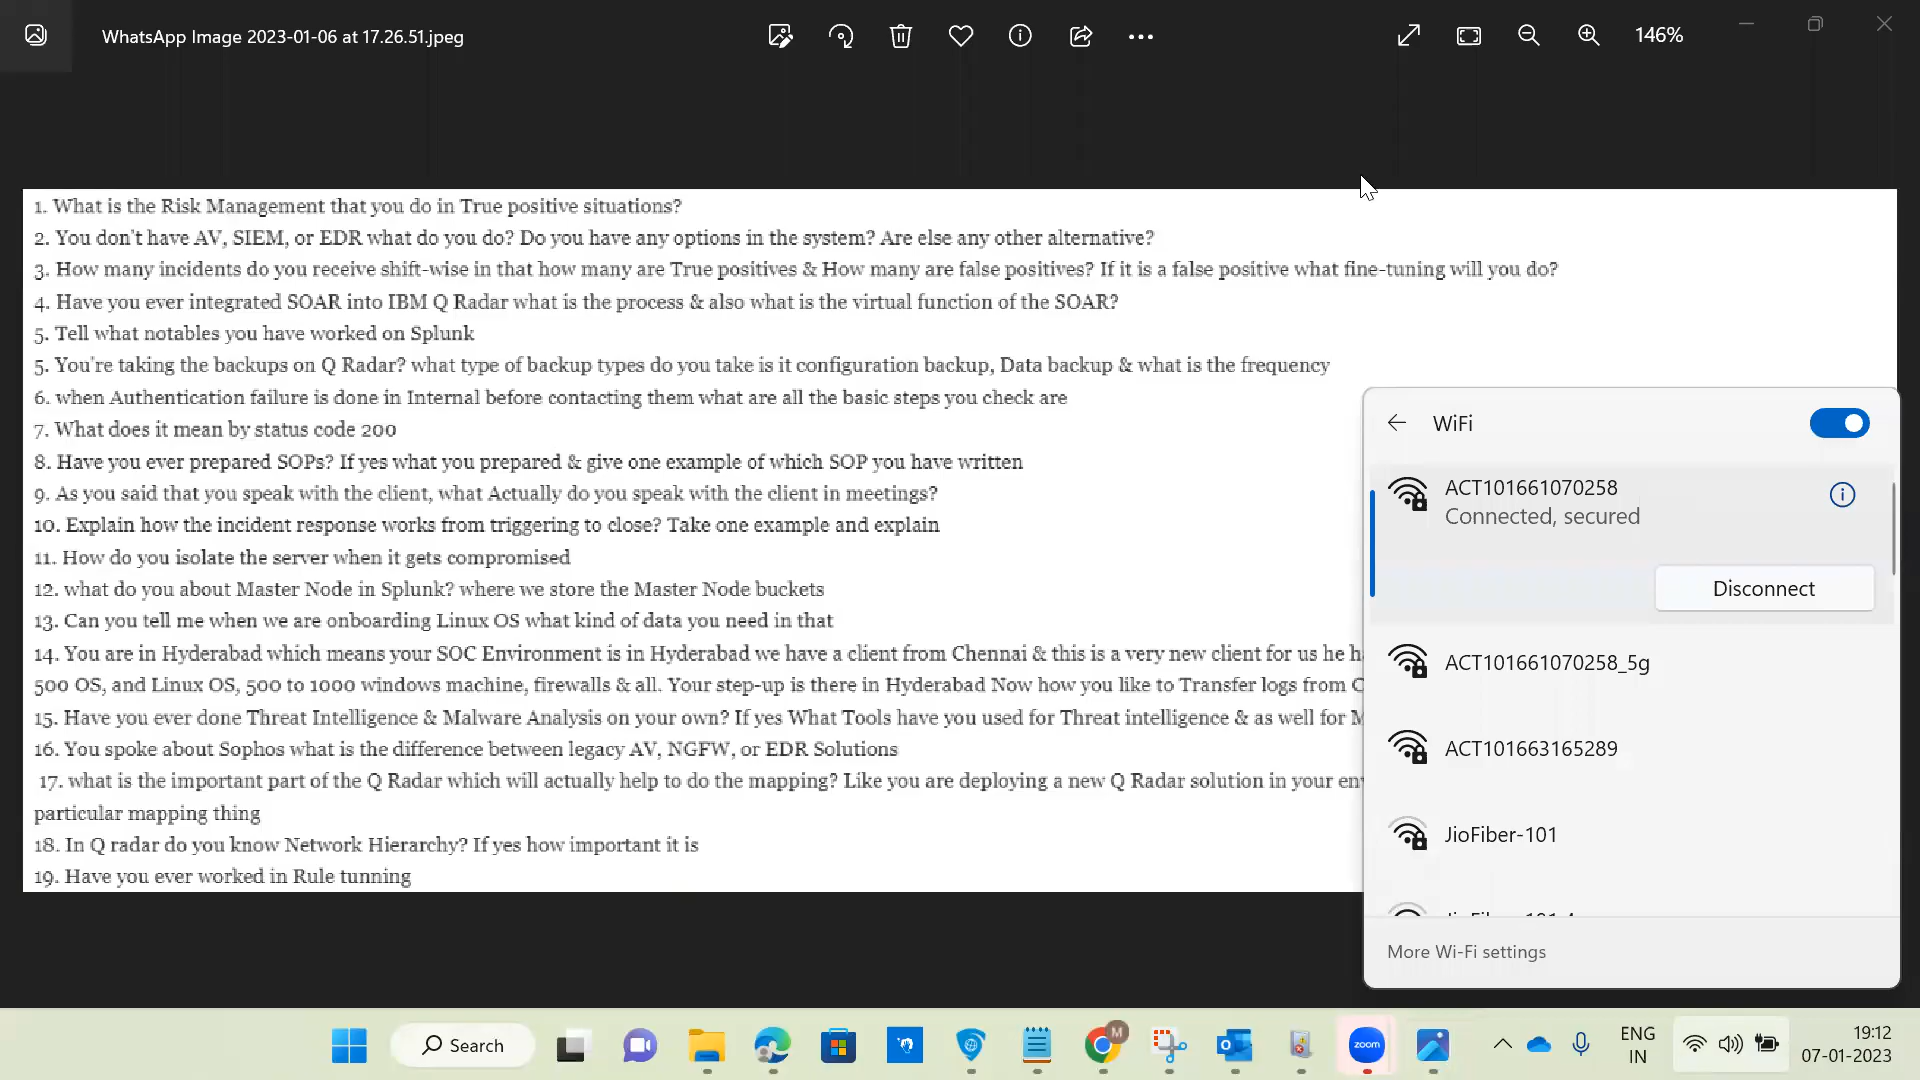 WhatsApp Image 2023-01-06 at 17.26.51.jpeg
146%
1. What is the Risk Management that you do in True positive situations?
2. You don't have AV, SIEM, or EDR what do you do? Do you have any options in the system? Are else any other alternative?
3. How many incidents do you receive shift-wise in that how many are True positives & How many are false positives? If it is a false positive what fine-tuning will you do?
4. Have you ever integrated SOAR into IBM Q Radar what is the process & also what is the virtual function of the SOAR?
5. Tell what notables you have worked on Splunk
5. You're taking the backups on Q Radar? what type of backup types do you take is it configuration backup, Data backup & what is the frequency
6. when Authentication failure is done in Internal before contacting them what are all the basic steps you check are
7. What does it mean by status code 200
8. Have you ever prepared SOPs? If yes what you prepared & give one example of which SOP you have written
9. As you said that you speak with the client, what Actually do you speak with the client in meetings?
10. Explain how the incident response works from triggering to close? Take one example and explain
11. How do you isolate the server when it gets compromised
12. what do you about Master Node in Splunk? where we store the Master Node buckets
13. Can you tell me when we are onboarding Linux OS what kind of data you need in that
14. You are in Hyderabad which means your SOC Environment is in Hyderabad we have a client from Chennai & this is a very new client for us he
500 OS, and Linux OS, 500 to 1000 windows machine, firewalls & all. Your step-up is there in Hyderabad Now how you like to Transfer logs from
15. Have you ever done Threat Intelligence & Malware Analysis on your own? If yes What Tools have you used for Threat intelligence & as well for
16. You spoke about Sophos what is the difference between legacy AV, NGFW, or EDR Solutions
17. what is the important part of the Q Radar which will actually help to do the mapping? Like you are deploying a new Q Radar solution in your
particular mapping thing
18. In Q radar do you know Network Hierarchy? If yes how important it is
19. Have you ever worked in Rule tunning
WiFi
ACT101661070258
Connected, secured
Disconnect
ACT101661070258_5g
ACT101663165289
JioFiber-101
More Wi-Fi settings
Search
zoom
M
ENG
IN
19:12
07-01-2023